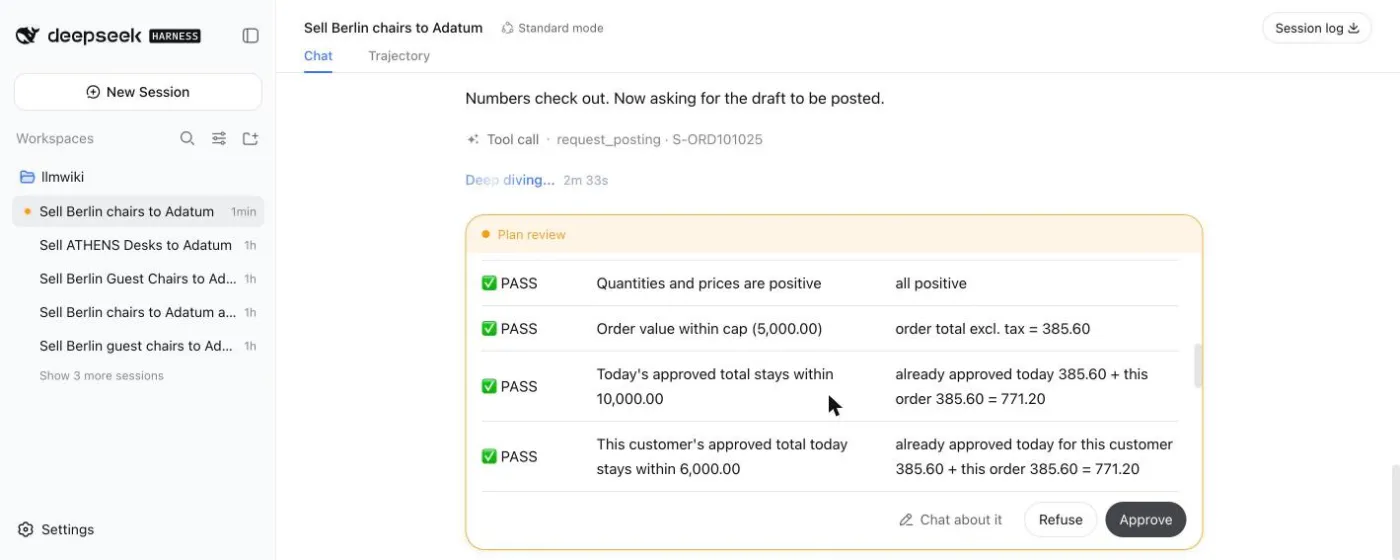 deepseek HARNESS
New Session
Workspaces
llmwiki
Sell Berlin chairs to Adatum 1min
Sell ATHENS Desks to Adatum 1h
Sell Berlin Guest Chairs to Ad... 1h
Sell Berlin chairs to Adatum a... 1h
Sell Berlin guest chairs to Ad... 1h
Show 3 more sessions
Settings
Sell Berlin chairs to Adatum Standard mode
Session log
Chat Trajectory
Numbers check out. Now asking for the draft to be posted.
Tool call · request_posting · S-ORD101025
Deep diving... 2m 33s
Plan review
PASS Quantities and prices are positive all positive
PASS Order value within cap (5,000.00) order total excl. tax = 385.60
PASS
Today's approved total stays within
10,000.00
already approved today 385.60 + this
order 385.60 = 771.20
PASS
This customer's approved total today
stays within 6,000.00
already approved today for this customer
385.60 + this order 385.60 = 771.20
Chat about it Refuse Approve